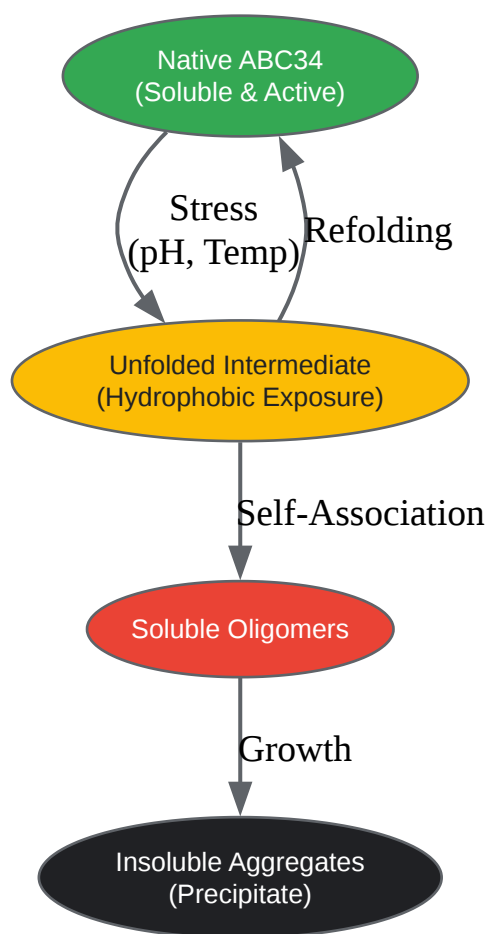 Native ABC34
(Soluble & Active)
Stress
(pH, Temp)
Refolding
Unfolded Intermediate
(Hydrophobic Exposure)
Self-Association
Soluble Oligomers
Growth
Insoluble Aggregates
(Precipitate)